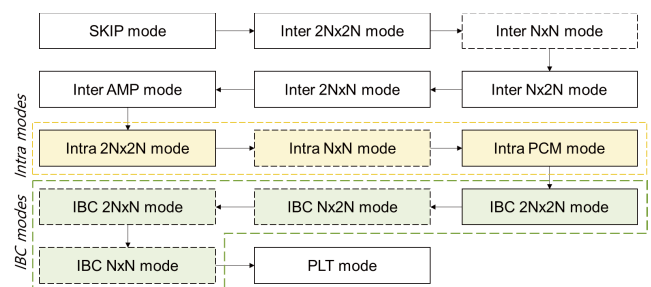 SKIP mode
Inter 2Nx2N mode
Inter NxN mode
Inter AMP mode
Inter 2NxN mode
Inter Nx2N mode
Intra modes
Intra 2Nx2N mode
Intra NxN mode
Intra PCM mode
IBC modes
IBC 2NxN mode
IBC Nx2N mode
IBC 2Nx2N mode
IBC NxN mode
PLT mode